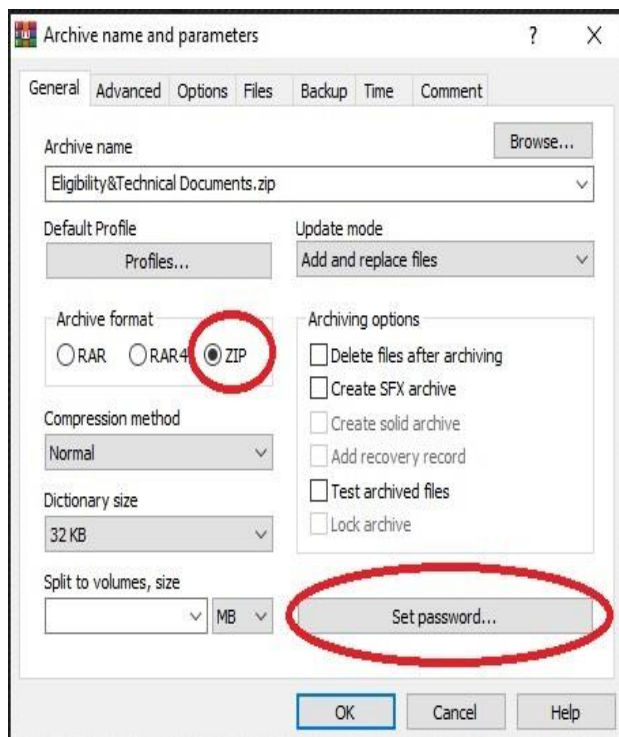 Archive name and parameters
? X
General Advanced Options Files Backup Time Comment
Archive name
Browse...
Eligibility&Technical Documents.zip
Default Profile
Profiles...
Update mode
Add and replace files
Archive format
RAR RAR4 ZIP
Compression method
Normal
Dictionary size
32 KB
Split to volumes, size
MB
Archiving options
Delete files after archiving
Create SFX archive
Create solid archive
Add recovery record
Test archived files
Lock archive
Set password...
OK Cancel Help